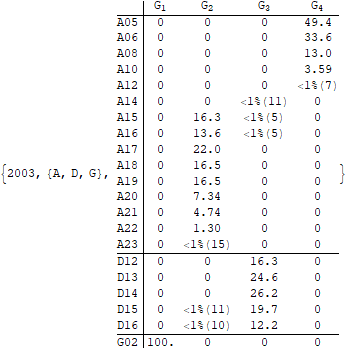 G1 G2 G3 G4
A05 0 0 0 49.4
A06 0 0 0 33.6
A08 0 0 0 13.0
A10 0 0 0 3.59
A12 0 0 0 <1%(7)
A14 0 0 <1%(11) 0
A15 0 16.3 <1%(5) 0
A16 0 13.6 <1%(5) 0
A17 0 22.0 0 0
{2003, {A, D, G}, A18 0 16.5 0 0 }
A19 0 16.5 0 0
A20 0 7.34 0 0
A21 0 4.74 0 0
A22 0 1.30 0 0
A23 0 <1%(15) 0 0
D12 0 0 16.3 0
D13 0 0 24.6 0
D14 0 0 26.2 0
D15 0 <1%(11) 19.7 0
D16 0 <1%(10) 12.2 0
G02 100. 0 0 0